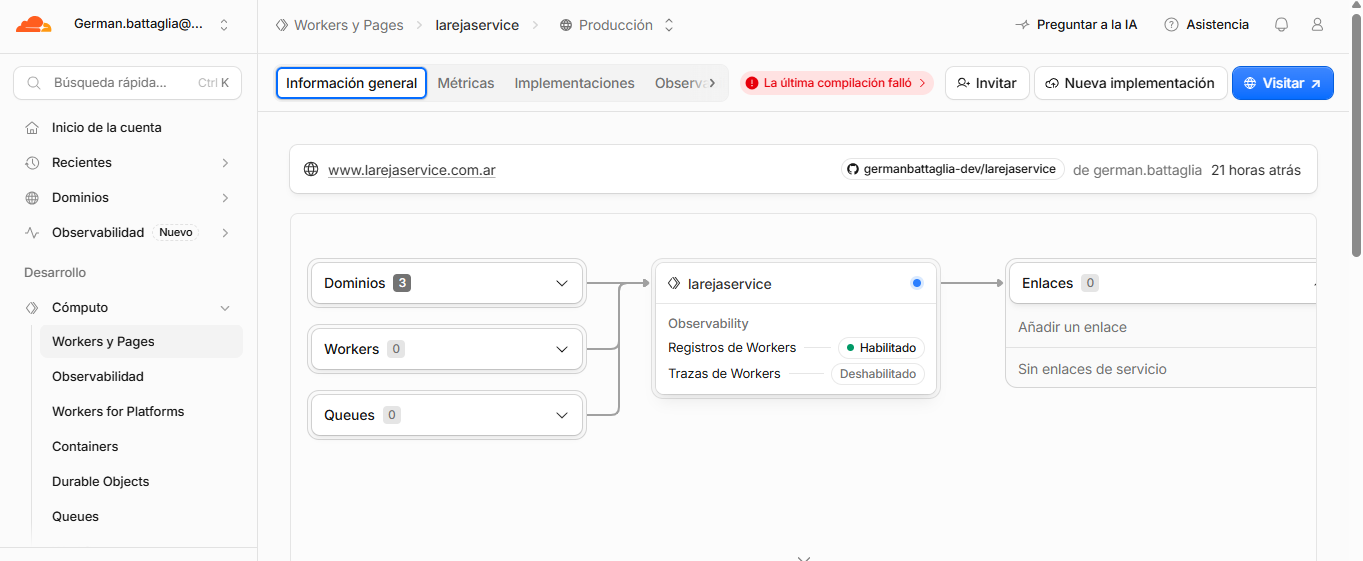 German.battaglia@...
Workers y Pages
larejaservice
Producción
Preguntar a la IA
Asistencia
Búsqueda rápida...
Ctrl K
Información general
Métricas
Implementaciones
La última compilación falló
Invitar
Nueva implementación
Visitar
Inicio de la cuenta
Recientes
Dominios
Observabilidad
Nuevo
Desarrollo
Cómputo
Workers y Pages
Observabilidad
Workers for Platforms
Containers
Durable Objects
Queues
www.larejaservice.com.ar
germanbattaglia-dev/larejaservice
de german.battaglia
21 horas atrás
Dominios 3
Workers 0
Queues 0
larejaservice
Observability
Registros de Workers
Habilitado
Trazas de Workers
Deshabilitado
Enlaces 0
Añadir un enlace
Sin enlaces de servicio